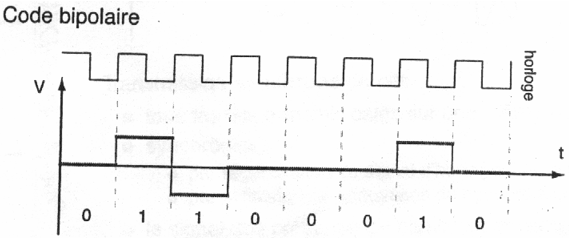 Code bipolaire
horloge
V
t
0 1 1 0 0 0 1 0